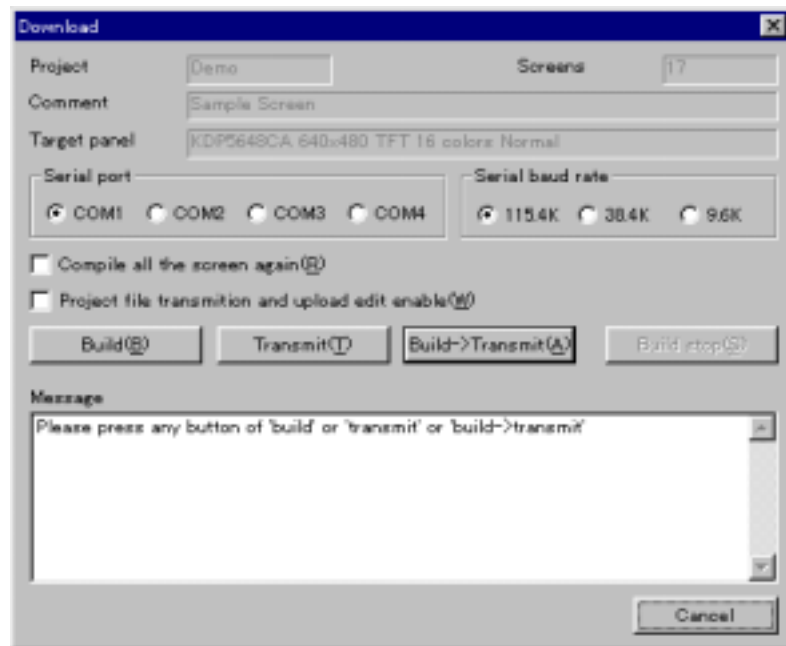 Download
Project Demo Screens 17
Comment Sample Screen
Target panel KDP5648CA 640x480 TFT 16 colors Normal
Serial port Serial baud rate
COM1 COM2 COM3 COM4 115.4K 38.4K 9.6K
Compile all the screen again(R)
Project file transmition and upload edit enable(W)
Build(B) Transmit(T) Build->Transmit(A) Build stop(S)
Message
Please press any button of 'build' or 'transmit' or 'build->transmit'
Cancel